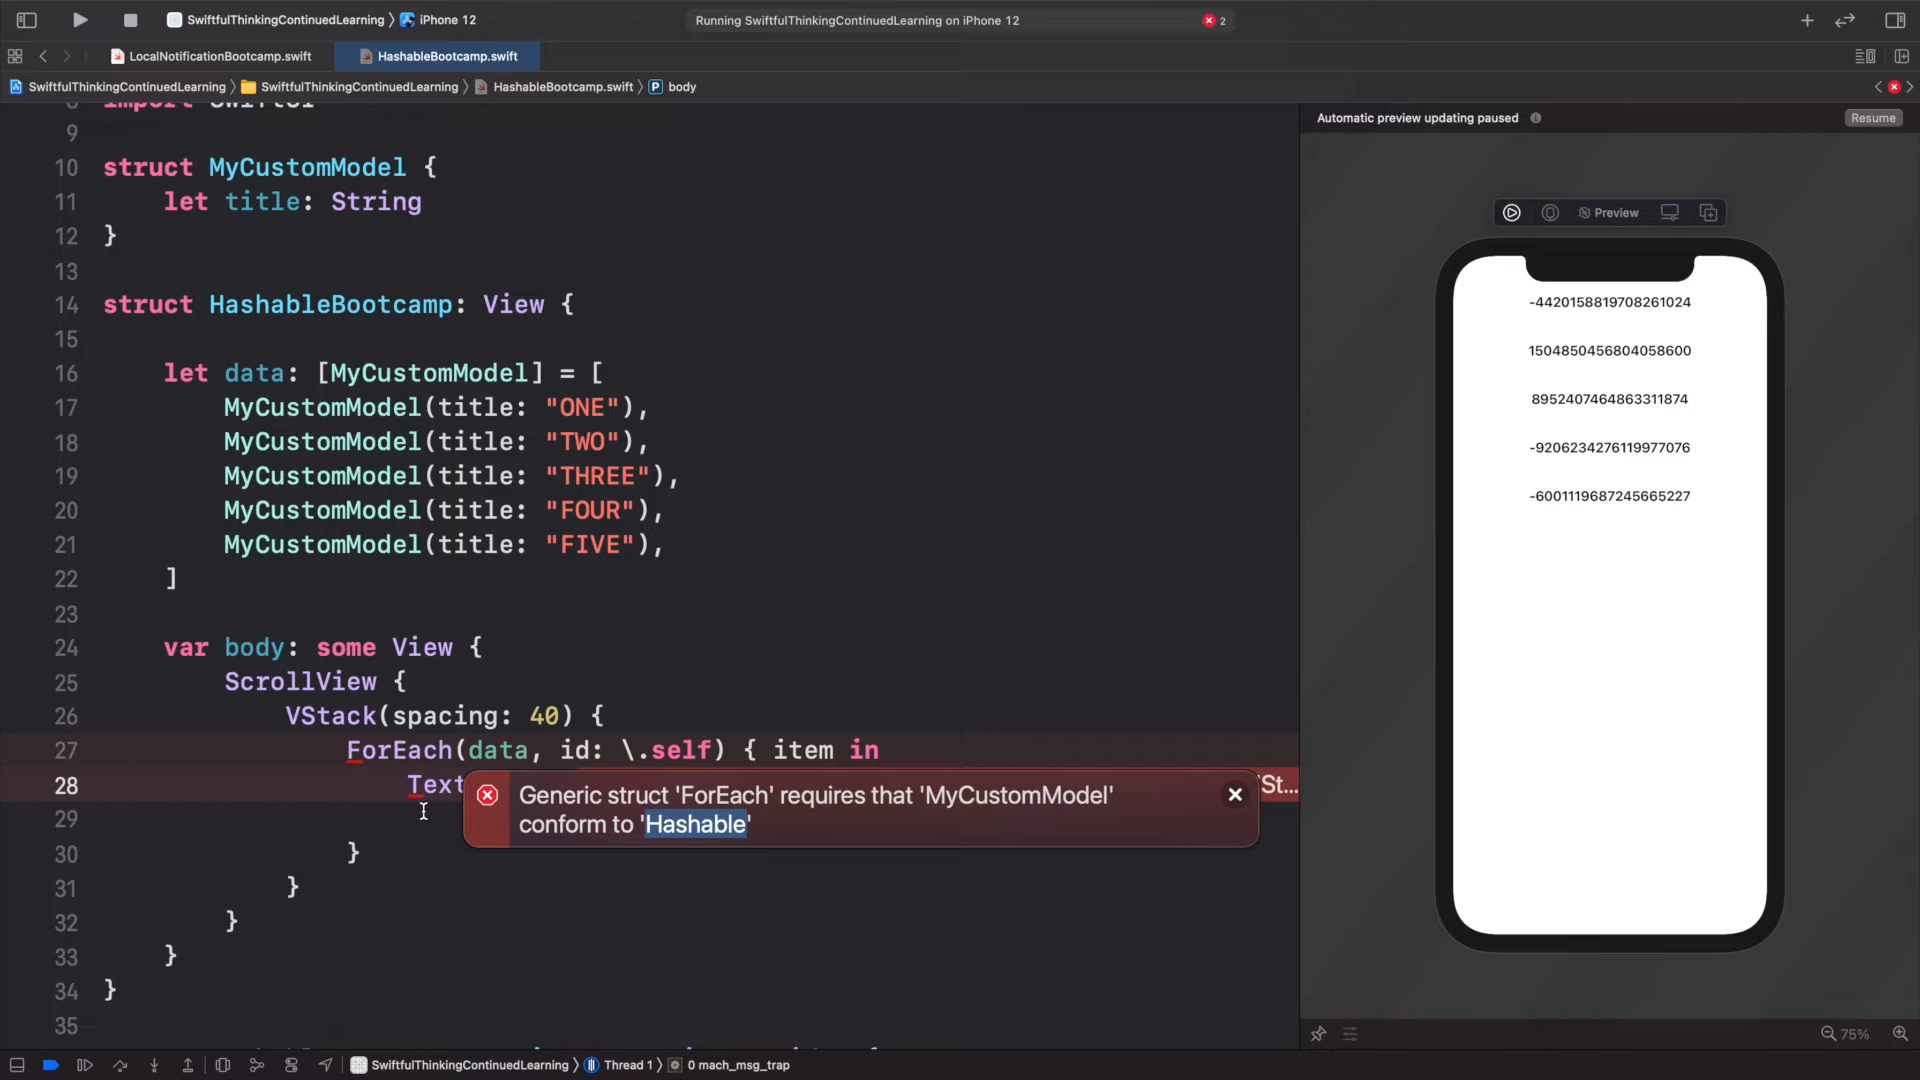 SwiftfulThinkingContinuedLearning 〉 iPhone 12
Running SwiftfulThinkingContinuedLearning on iPhone 12
2
LocalNotificationBootcamp.swift
HashableBootcamp.swift
SwiftfulThinkingContinuedLearning 〉 SwiftfulThinkingContinuedLearning 〉 HashableBootcamp.swift 〉 P body
Automatic preview updating paused
Resume
8 import SwiftUI
9
10 struct MyCustomModel {
11 let title: String
12 }
13
14 struct HashableBootcamp: View {
15
16 let data: [MyCustomModel] = [
17 MyCustomModel(title: "ONE"),
18 MyCustomModel(title: "TWO"),
19 MyCustomModel(title: "THREE"),
20 MyCustomModel(title: "FOUR"),
21 MyCustomModel(title: "FIVE"),
22 ]
23
24 var body: some View {
25 ScrollView {
26 VStack(spacing: 40) {
27 ForEach(data, id: \.self) { item in
28 Text
'St...
Generic struct 'ForEach' requires that 'MyCustomModel'
conform to 'Hashable'
29
30 }
31 }
32 }
33 }
34 }
35
Preview
-4420158819708261024
1504850456804058600
8952407464863311874
-9206234276119977076
-6001119687245665227
75%
SwiftfulThinkingContinuedLearning 〉 Thread 1 〉 0 mach_msg_trap